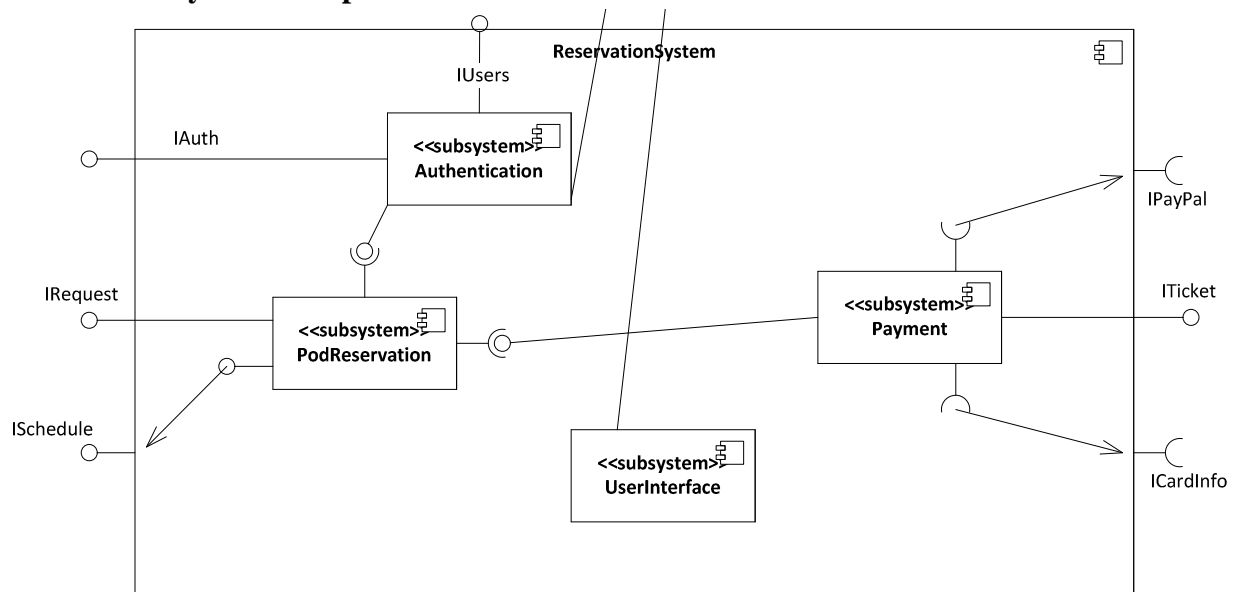 ReservationSystem
IUsers
IAuth
<<subsystem>>
Authentication
IPayPal
IRequest
ITicket
<<subsystem>>
PodReservation
<<subsystem>>
Payment
ISchedule
<<subsystem>>
UserInterface
ICardInfo